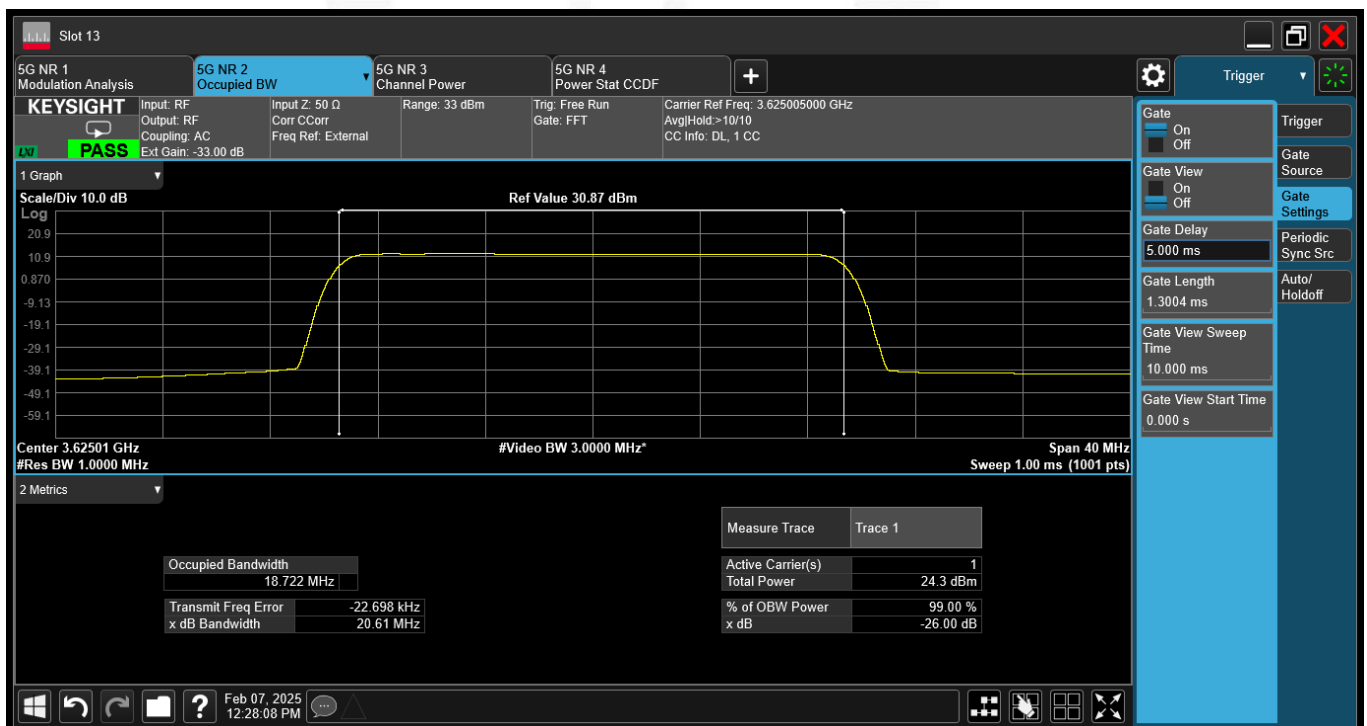 Slot 13
5G NR 1
Modulation Analysis
5G NR 2
Occupied BW
5G NR 3
Channel Power
5G NR 4
Power Stat CCDF
Trigger
KEYSIGHT
LXI
PASS
Input: RF
Output: RF
Coupling: AC
Ext Gain: -33.00 dB
Input Z: 50 Ω
Corr CCorr
Freq Ref: External
Range: 33 dBm
Trig: Free Run
Gate: FFT
Carrier Ref Freq: 3.625005000 GHz
Avg|Hold:>10/10
CC Info: DL, 1 CC
1 Graph
Scale/Div 10.0 dB
Ref Value 30.87 dBm
Log
20.9
10.9
0.870
-9.13
-19.1
-29.1
-39.1
-49.1
-59.1
Center 3.62501 GHz
#Video BW 3.0000 MHz*
Span 40 MHz
#Res BW 1.0000 MHz
Sweep 1.00 ms (1001 pts)
2 Metrics
Measure Trace
Trace 1
Occupied Bandwidth
18.722 MHz
Active Carrier(s) 1
Total Power 24.3 dBm
Transmit Freq Error -22.698 kHz
x dB Bandwidth 20.61 MHz
% of OBW Power 99.00 %
x dB -26.00 dB
Gate
On
Off
Gate View
On
Off
Gate Delay
5.000 ms
Gate Length
1.3004 ms
Gate View Sweep
Time
10.000 ms
Gate View Start Time
0.000 s
Trigger
Gate
Source
Gate
Settings
Periodic
Sync Src
Auto/
Holdoff
?
Feb 07, 2025
12:28:08 PM